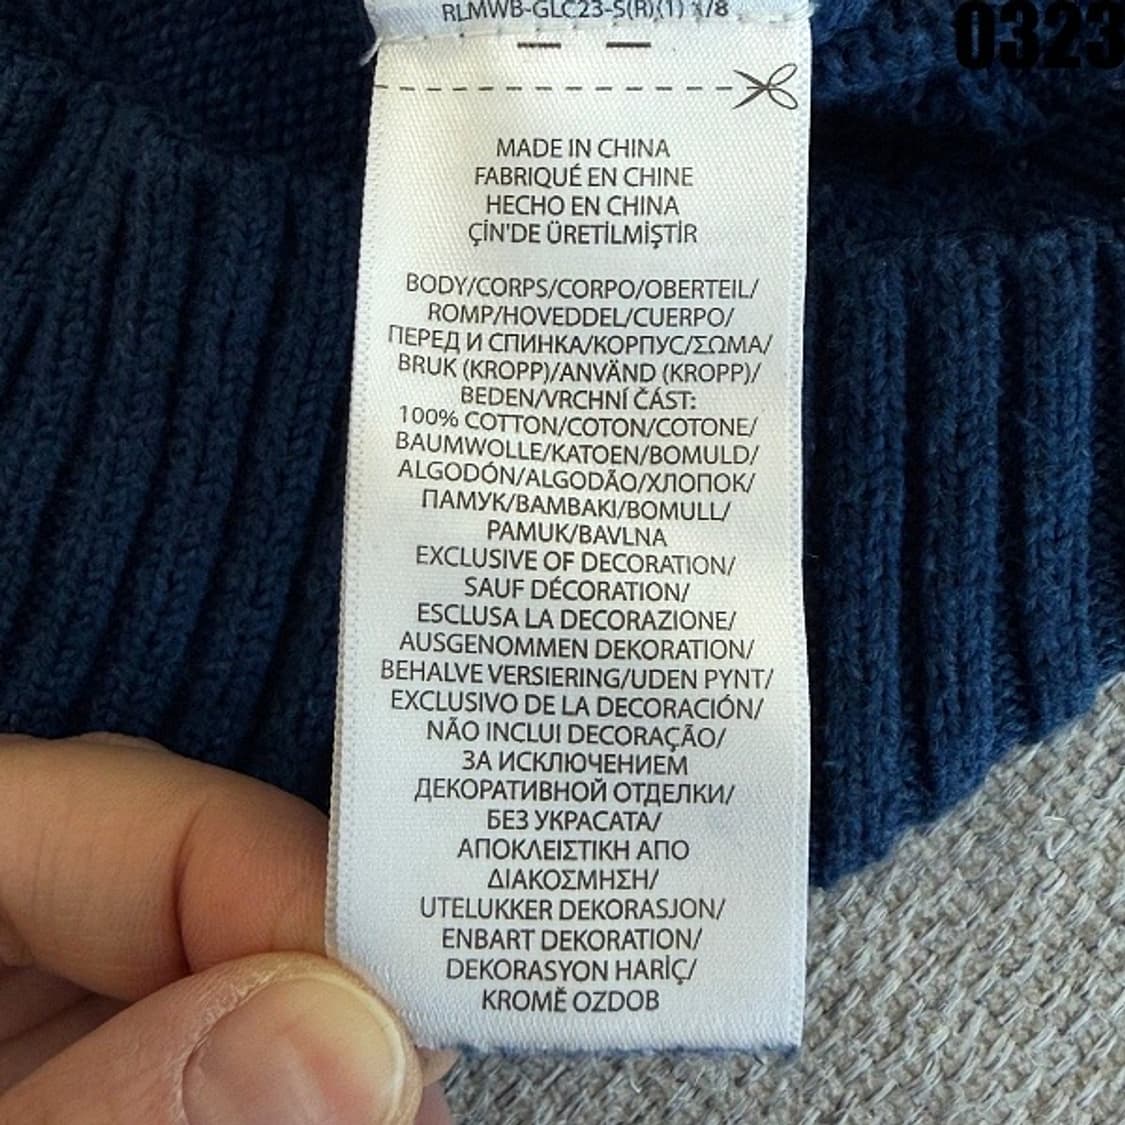 RLMWB-GLC23-S(R)(1) 1/8
0323
MADE IN CHINA
FABRIQUÉ EN CHINE
HECHO EN CHINA
ÇİN'DE ÜRETİLMİŞTİR
BODY/CORPS/CORPO/OBERTEIL/
ROMP/HOVEDDEL/CUERPO/
ПЕРЕД И СПИНКА/КОРПУС/ΣΩΜΑ/
BRUK (KROPP)/ANVÄND (KROPP)/
BEDEN/VRCHNÍ ČÁST:
100% COTTON/COTON/COTONE/
BAUMWOLLE/KATOEN/BOMULD/
ALGODÓN/ALGODÃO/ХЛОПОК/
ПАМУК/BAMBAKI/BOMULL/
PAMUK/BAVLNA
EXCLUSIVE OF DECORATION/
SAUF DÉCORATION/
ESCLUSA LA DECORAZIONE/
AUSGENOMMEN DEKORATION/
BEHALVE VERSIERING/UDEN PYNT/
EXCLUSIVO DE LA DECORACIÓN/
NÃO INCLUI DECORAÇÃO/
ЗА ИСКЛЮЧЕНИЕМ
ДЕКОРАТИВНОЙ ОТДЕЛКИ/
БЕЗ УКРАСАТА/
ΑΠΟΚΛΕΙΣΤΙΚΗ ΑΠΟ
ΔΙΑΚΟΣΜΗΣΗ/
UTELUKKER DEKORASJON/
ENBART DEKORATION/
DEKORASYON HARİÇ/
KROMĚ OZDOB